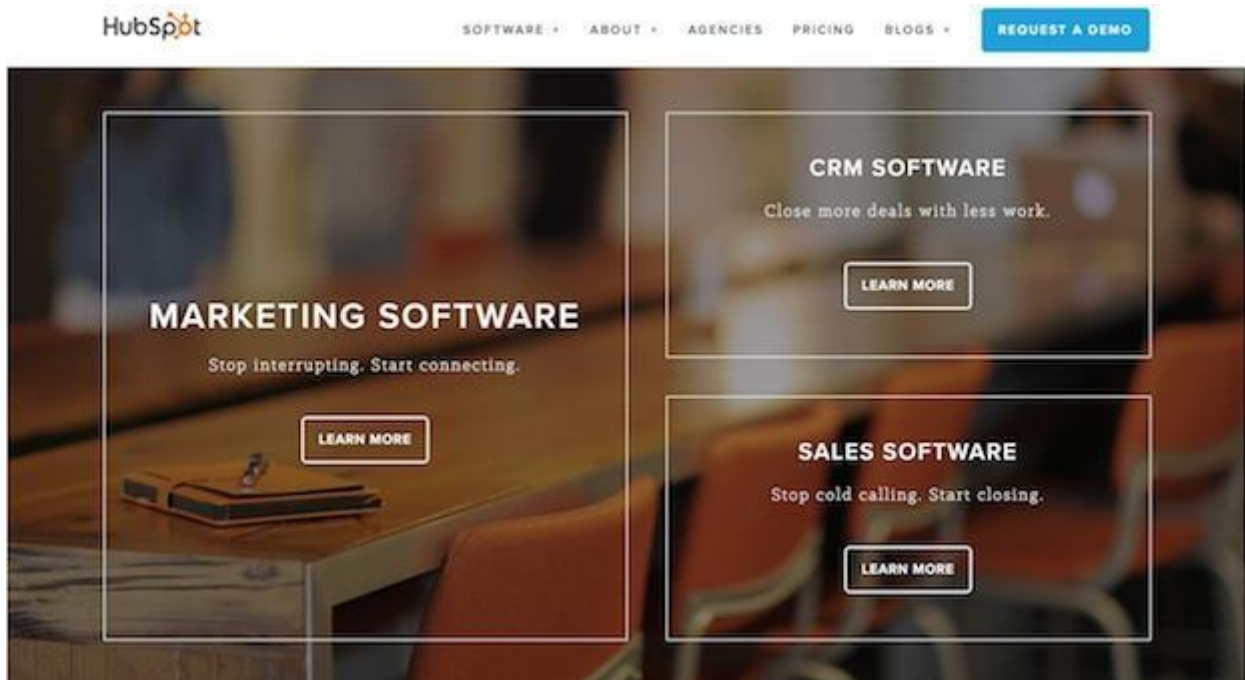 HubSpot
SOFTWARE +
ABOUT +
AGENCIES
PRICING
BLOGS +
REQUEST A DEMO
MARKETING SOFTWARE
Stop interrupting. Start connecting.
LEARN MORE
CRM SOFTWARE
Close more deals with less work.
LEARN MORE
SALES SOFTWARE
Stop cold calling. Start closing.
LEARN MORE